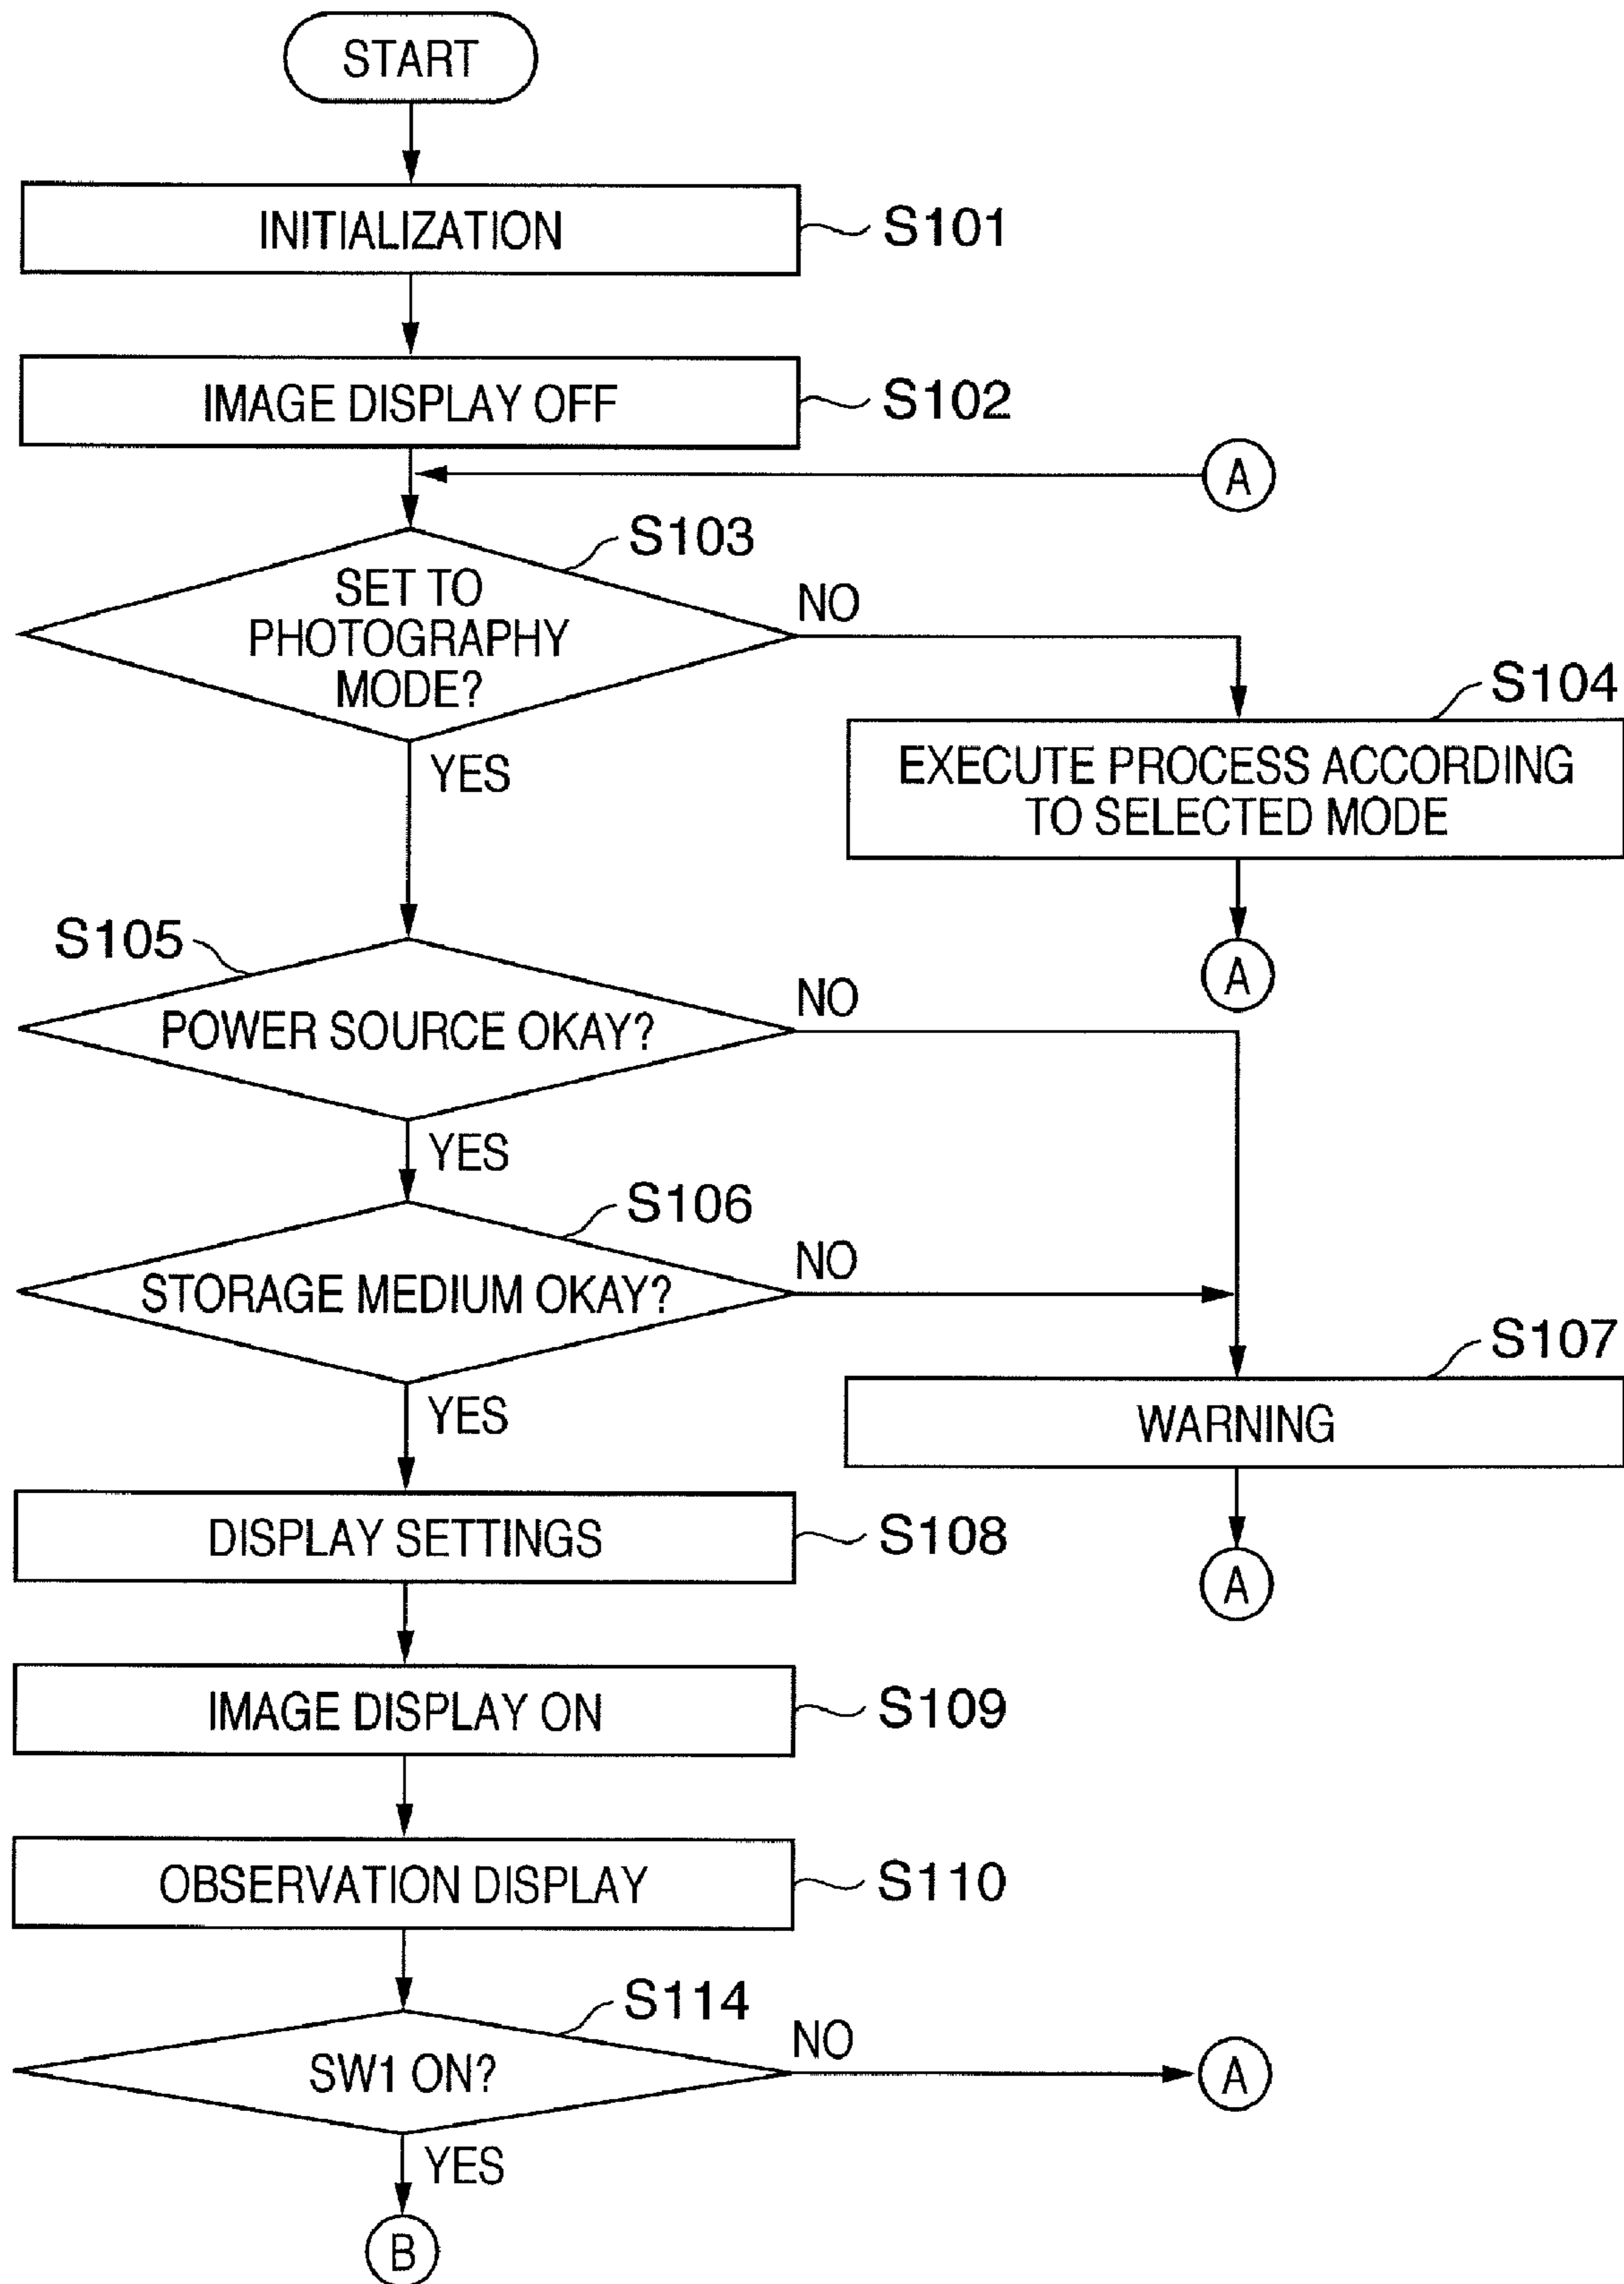 START
INITIALIZATION
S101
IMAGE DISPLAY OFF
S102
A
S103
SET TO
PHOTOGRAPHY
MODE?
NO
YES
S104
EXECUTE PROCESS ACCORDING
TO SELECTED MODE
A
S105
POWER SOURCE OKAY?
NO
YES
S106
STORAGE MEDIUM OKAY?
NO
YES
S107
WARNING
A
DISPLAY SETTINGS
S108
IMAGE DISPLAY ON
S109
OBSERVATION DISPLAY
S110
S114
SW1 ON?
NO
A
YES
B